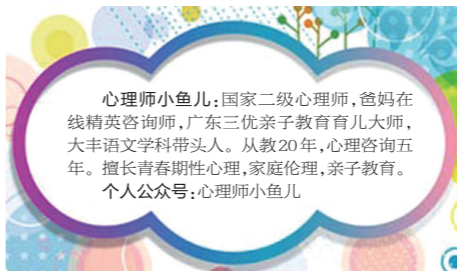 心理师小鱼儿:国家二级心理师,爸妈在
线精英咨询师,广东三优亲子教育育儿大师,
大丰语文学科带头人。从教20年,心理咨询五
年。擅长青春期性心理,家庭伦理,亲子教育。
个人公众号:心理师小鱼儿